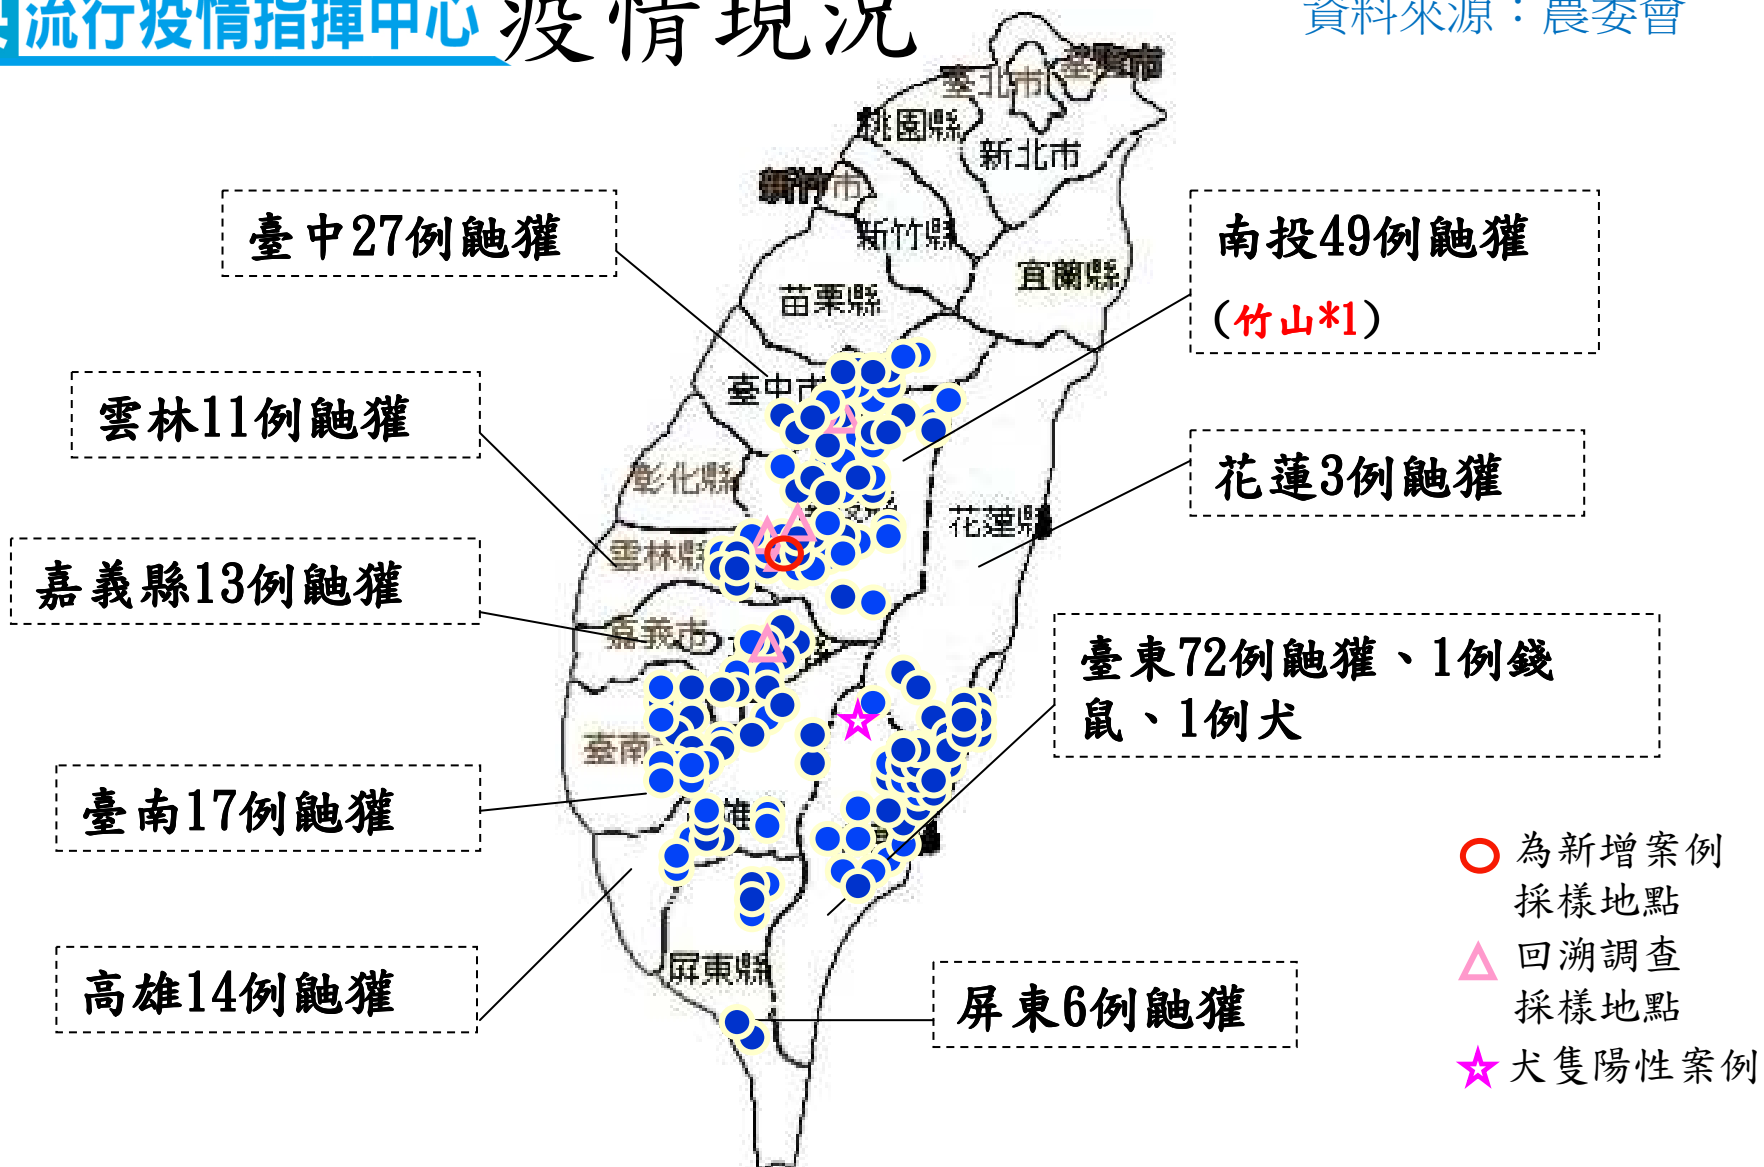 流行疫情指揮中心
疫情現況
資料來源：農委會
臺北市
桃園縣
新北市
新竹市
新竹縣
宜蘭縣
苗栗縣
臺中市
彰化縣
花蓮縣
雲林縣
嘉義市
臺南
雄
屏東縣
臺中27例鼬獾
南投49例鼬獾
(竹山*1)
雲林11例鼬獾
花蓮3例鼬獾
嘉義縣13例鼬獾
臺東72例鼬獾、1例錢
鼠、1例犬
臺南17例鼬獾
高雄14例鼬獾
屏東6例鼬獾
為新增案例
採樣地點
回溯調查
採樣地點
犬隻陽性案例